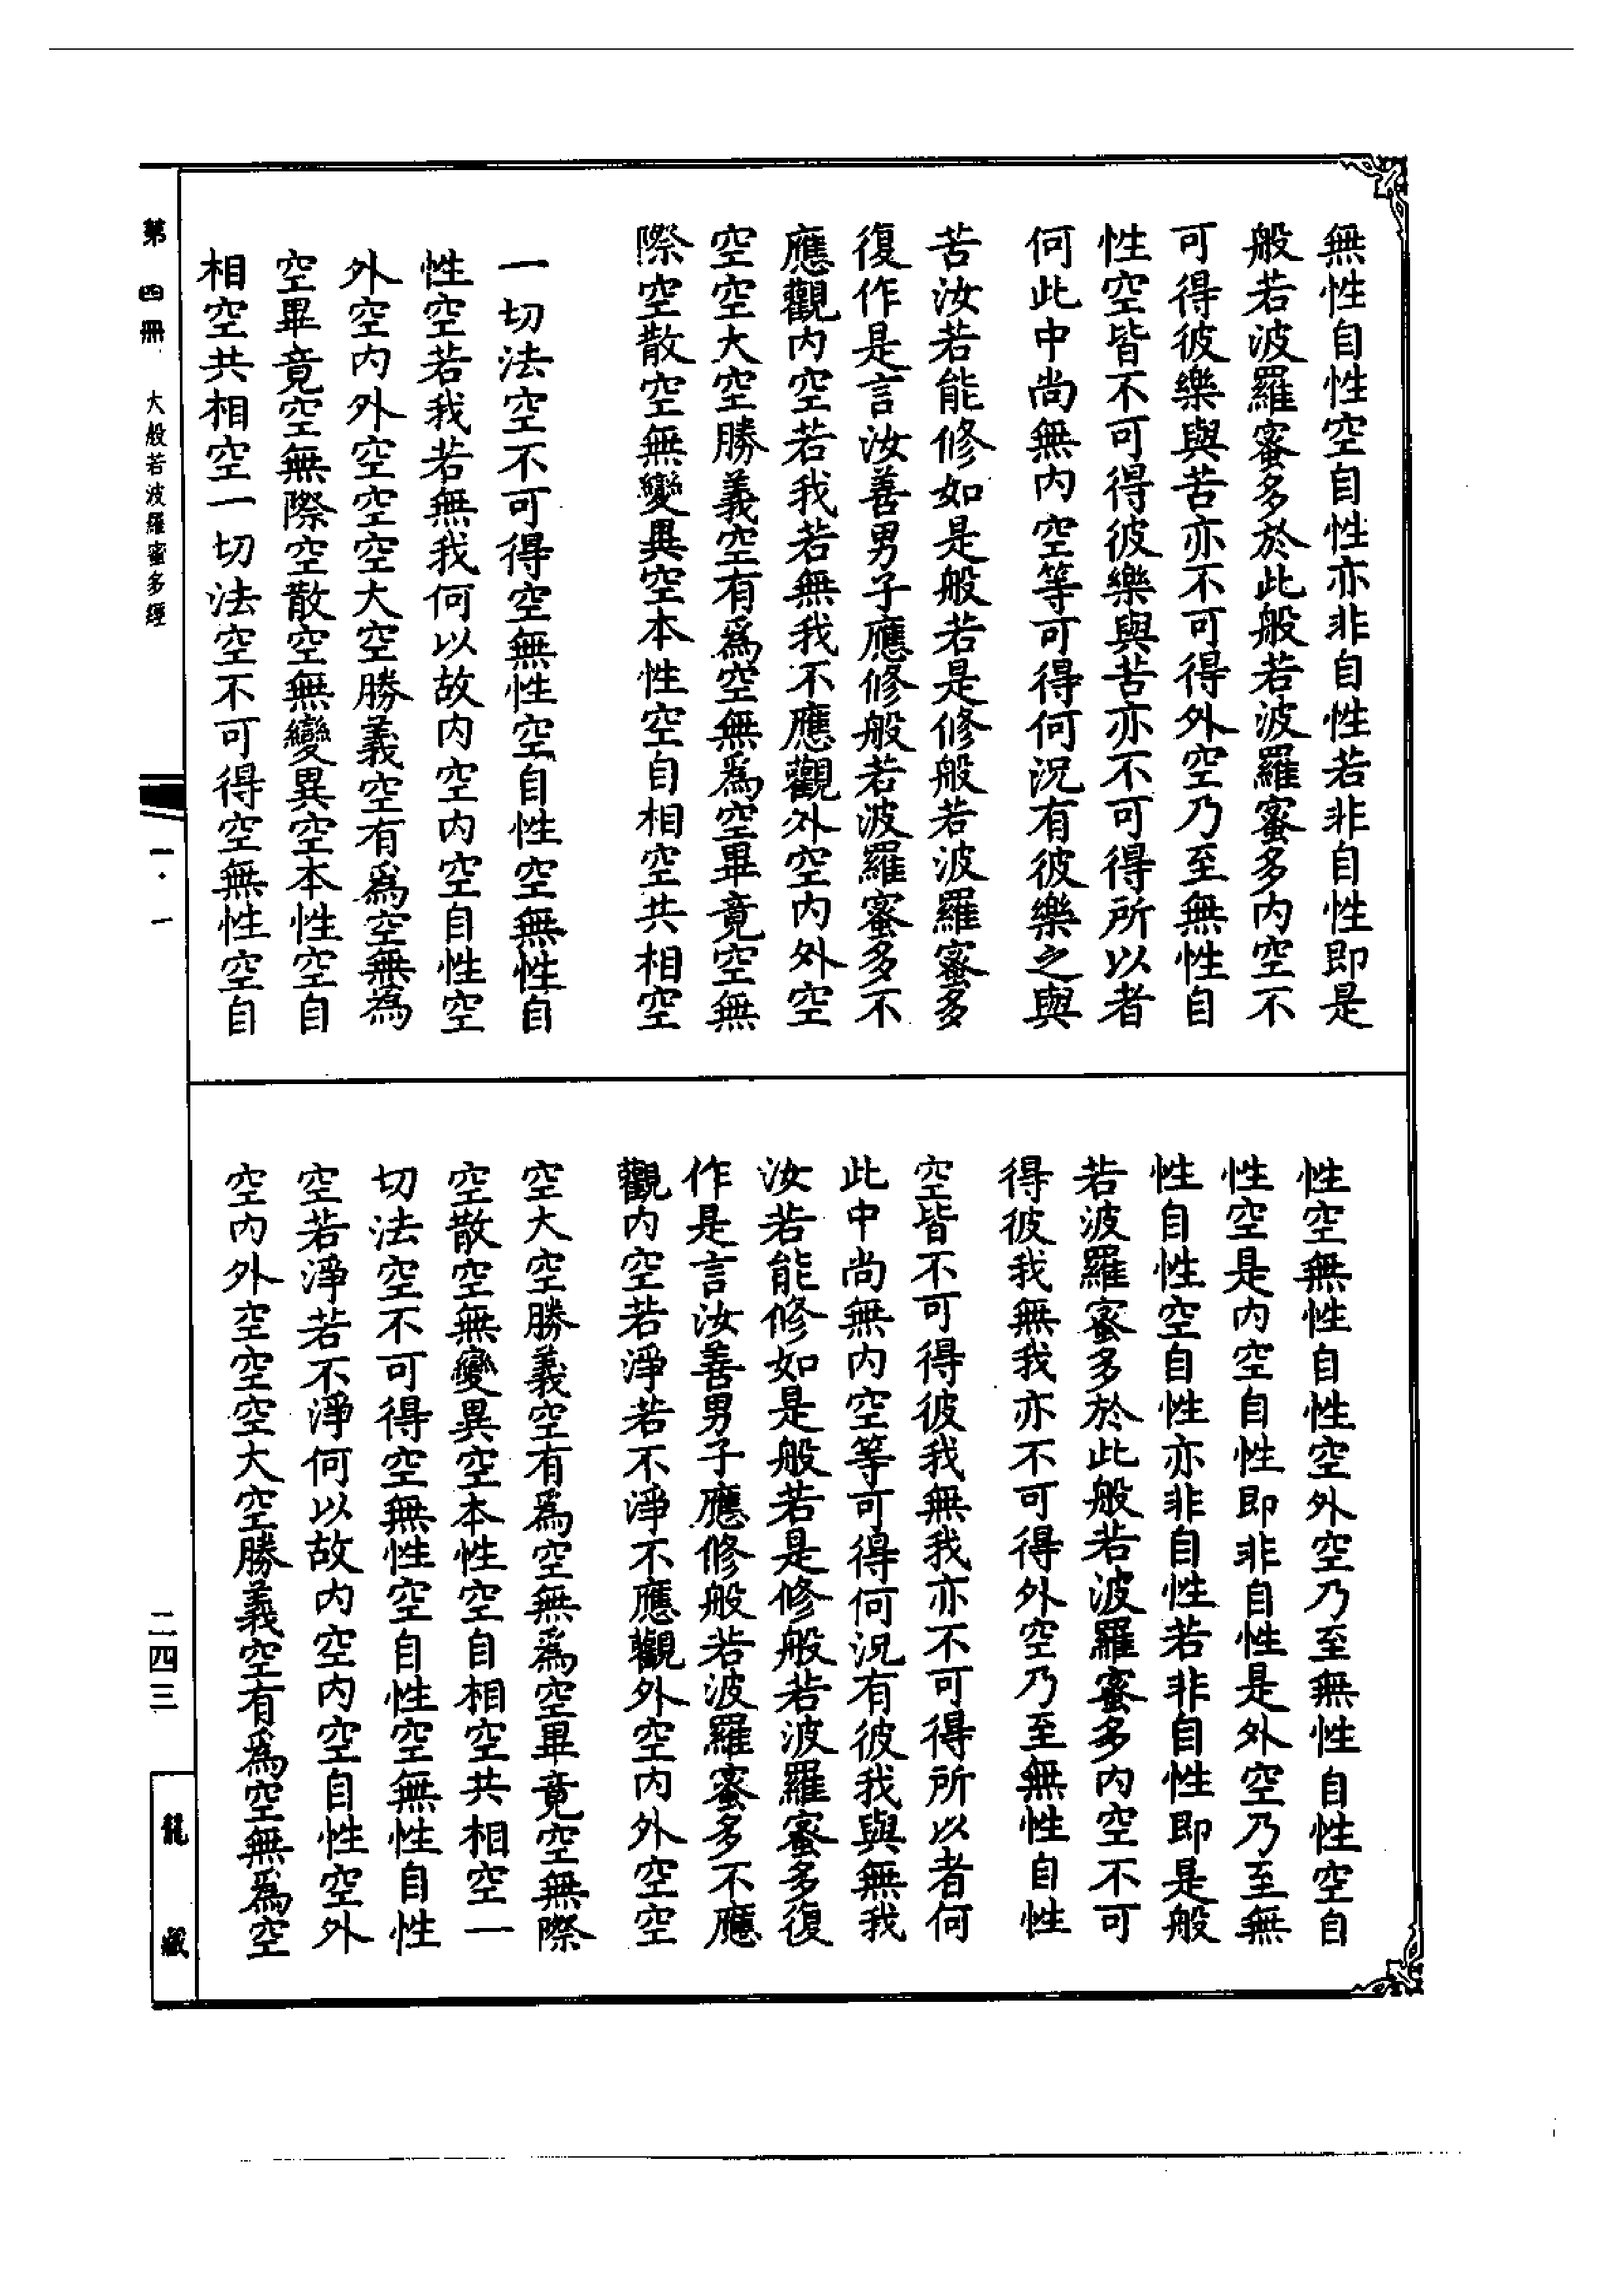 無性自性空自性亦非自性若非自性即是
般若波羅蜜多於此般若波羅蜜多内空不
可得彼樂與苦亦不可得外空乃至無性自
性空皆不可得彼樂與苦亦不可得所以者
何此中尚無内空等可得何況有彼樂之與
苦汝若能修如是般若是修般若波羅蜜多
復作是言汝善男子應修般若波羅蜜多不
應觀内空若我若無我不應觀外空内外空
空空大空勝義空有為空無為空畢竟空無
際空散空無變異空本性空自相空共相空
一切法空不可得空無性空自性空無性自
性空若我若無我何以故内空内空自性空
外空内外空空空大空勝義空有為空無為
空畢竟空無際空散空無變異空本性空自
相空共相空一切法空不可得空無性空自
性空無性自性空外空乃至無性自性空自
性空是内空自性即非自性是外空乃至無
性自性空自性亦非自性若非自性即是般
若波羅蜜多於此般若波羅蜜多内空不可
得彼我無我亦不可得外空乃至無性自性
空皆不可得彼我無我亦不可得所以者何
此中尚無内空等可得何況有彼我與無我
汝若能修如是般若是修般若波羅蜜多復
作是言汝善男子應修般若波羅蜜多不應
觀内空若淨若不淨不應觀外空内外空空
空大空勝義空有為空無為空畢竟空無際
空散空無變異空本性空自相空共相空一
切法空不可得空無性空自性空無性自性
空若淨若不淨何以故内空内空自性空外
空内外空空空大空勝義空有為空無為空
第四冊 大般若波羅蜜多經
一·一
二四三
龍藏